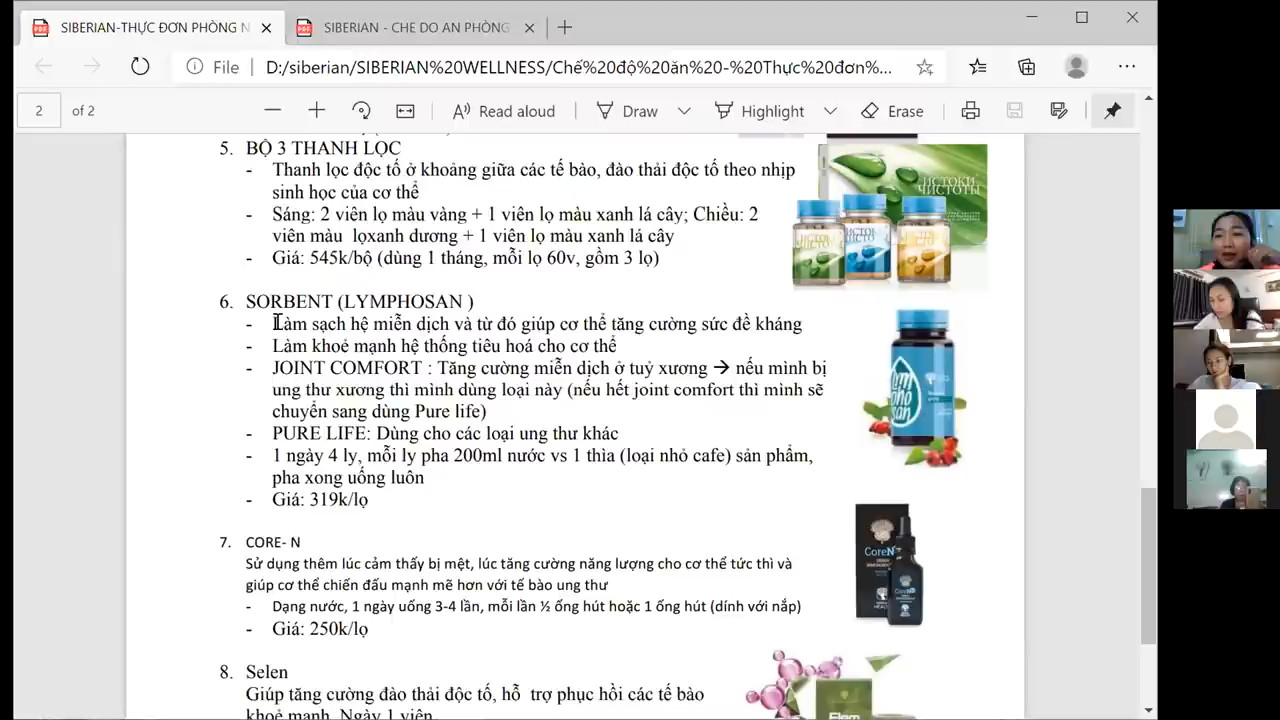 SIBERIAN-THỰC ĐƠN PHÒNG N
SIBERIAN - CHE DO AN PHÒNG
File
D:/siberian/SIBERIAN%20WELLNESS/Chế%20độ%20ăn%20-%20Thực%20đơn%...
2 of 2
Read aloud
Draw
Highlight
Erase
5. BỘ 3 THANH LỌC
- Thanh lọc độc tố ở khoảng giữa các tế bào, đào thải độc tố theo nhịp
sinh học của cơ thể
- Sáng: 2 viên lọ màu vàng + 1 viên lọ màu xanh lá cây; Chiều: 2
viên màu lọxanh dương + 1 viên lọ màu xanh lá cây
- Giá: 545k/bộ (dùng 1 tháng, mỗi lọ 60v, gồm 3 lọ)
ИСТОКИ
ЧИСТОТЫ
6. SORBENT (LYMPHOSAN )
- Làm sạch hệ miễn dịch và từ đó giúp cơ thể tăng cường sức đề kháng
- Làm khoẻ mạnh hệ thống tiêu hoá cho cơ thể
- JOINT COMFORT : Tăng cường miễn dịch ở tuỷ xương → nếu mình bị
ung thư xương thì mình dùng loại này (nếu hết joint comfort thì mình sẽ
chuyển sang dùng Pure life)
- PURE LIFE: Dùng cho các loại ung thư khác
- 1 ngày 4 ly, mỗi ly pha 200ml nước vs 1 thìa (loại nhỏ cafe) sản phẩm,
pha xong uống luôn
- Giá: 319k/lọ
lym
pho
san
7. CORE- N
Sử dụng thêm lúc cảm thấy bị mệt, lúc tăng cường năng lượng cho cơ thể tức thì và
giúp cơ thể chiến đấu mạnh mẽ hơn với tế bào ung thư
- Dạng nước, 1 ngày uống 3-4 lần, mỗi lần ½ ống hút hoặc 1 ống hút (dính với nắp)
- Giá: 250k/lọ
CoreN
8. Selen
Giúp tăng cường đào thải độc tố, hỗ trợ phục hồi các tế bào
khoẻ mạnh. Ngày 1 viên
Elem